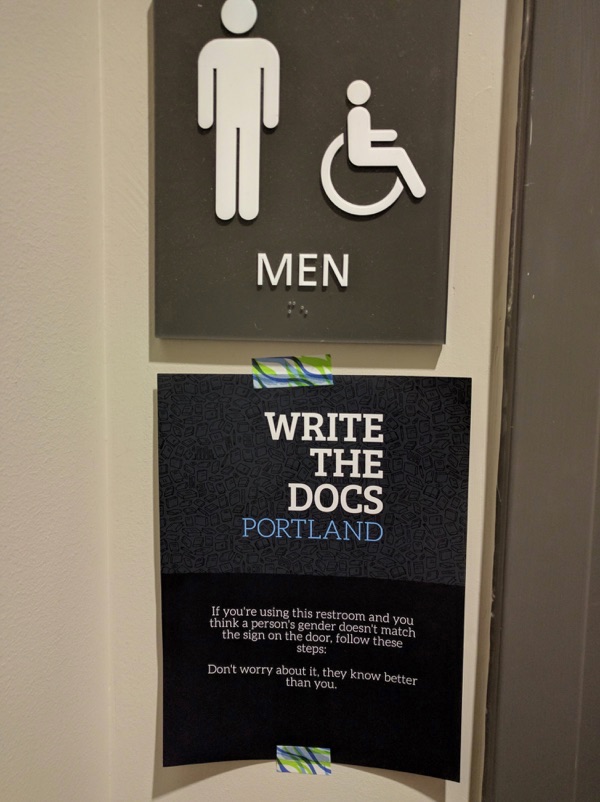 MEN
WRITE
THE
DOCS
PORTLAND
If you're using this restroom and you
think a person's gender doesn't match
the sign on the door, follow these
steps:
Don't worry about it, they know better
than you.